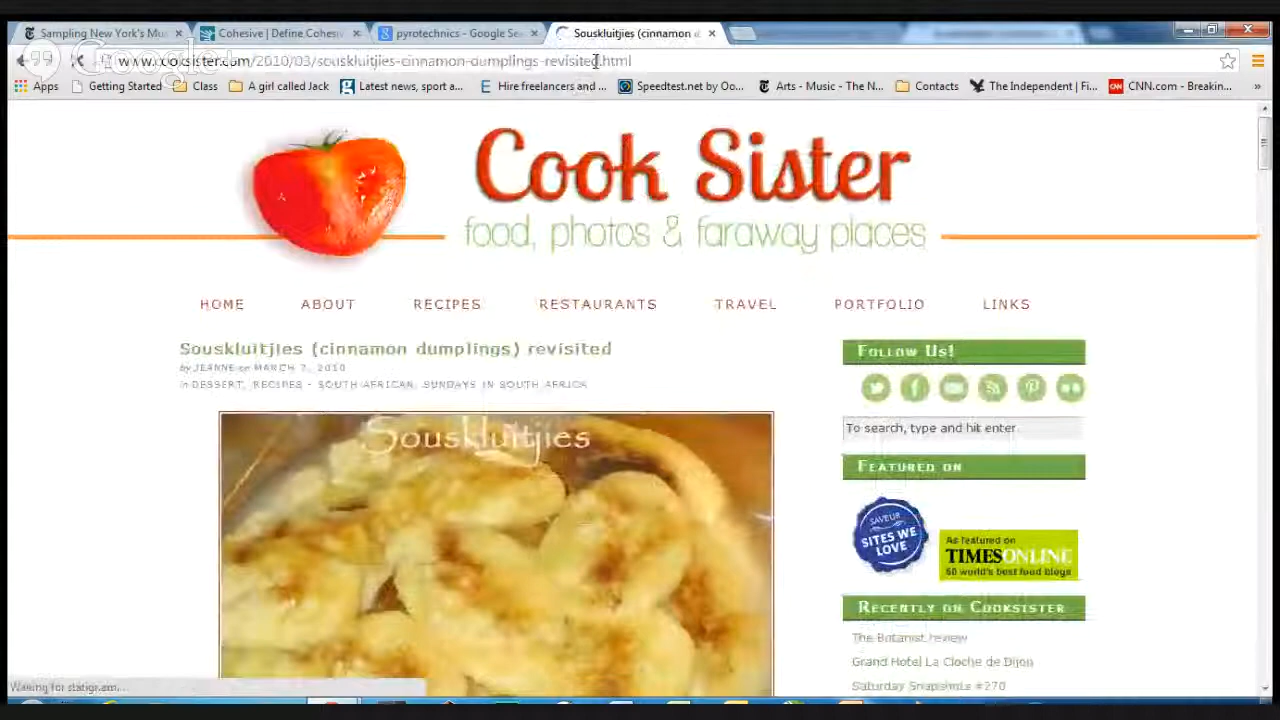 Sampling New York's Mu
Cohesive | Define Cohesi
pyrotechnics - Google Se
Souskluitjies (cinnamon d
Google+
www.cooksister.com/2010/03/souskluitjies-cinnamon-dumplings-revisited.html
Apps
Getting Started
Class
A girl called Jack
Latest news, sport a...
Hire freelancers and ...
Speedtest.net by Oo...
Arts - Music - The N...
Contacts
The Independent | Fi...
CNN.com - Breakin...
»
Cook Sister
food, photos & faraway places
HOME ABOUT RECIPES RESTAURANTS TRAVEL PORTFOLIO LINKS
Souskluitjies (cinnamon dumplings) revisited
by JEANNE on MARCH 7, 2010
in DESSERT, RECIPES - SOUTH AFRICAN, SUNDAYS IN SOUTH AFRICA
Souskluitjies
Follow Us!
To search, type and hit enter
Featured on
SAVEUR
SITES WE
LOVE
As featured on
TIMESONLINE
50 world's best food blogs
Recently on Cooksister
The Botanist review
Grand Hotel La Cloche de Dijon
Saturday Snapshots #270
Waiting for statigr.am...